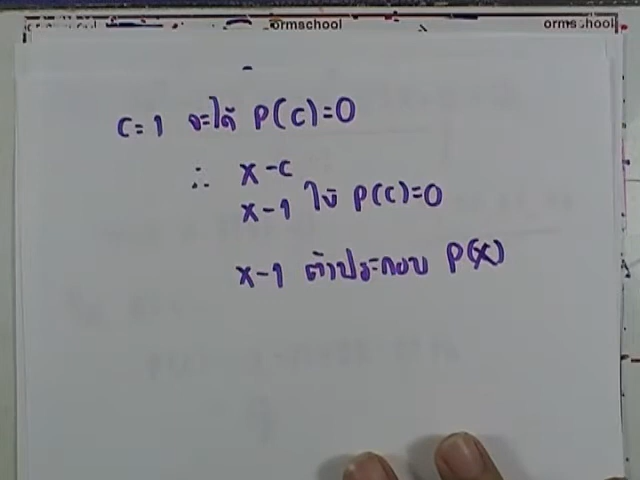 ormschool ormschool
c=1 จะได้ P(c)=0
∴ x-c
x-1 ให้ P(c)=0
x-1 ตัวประกอบ P(x)